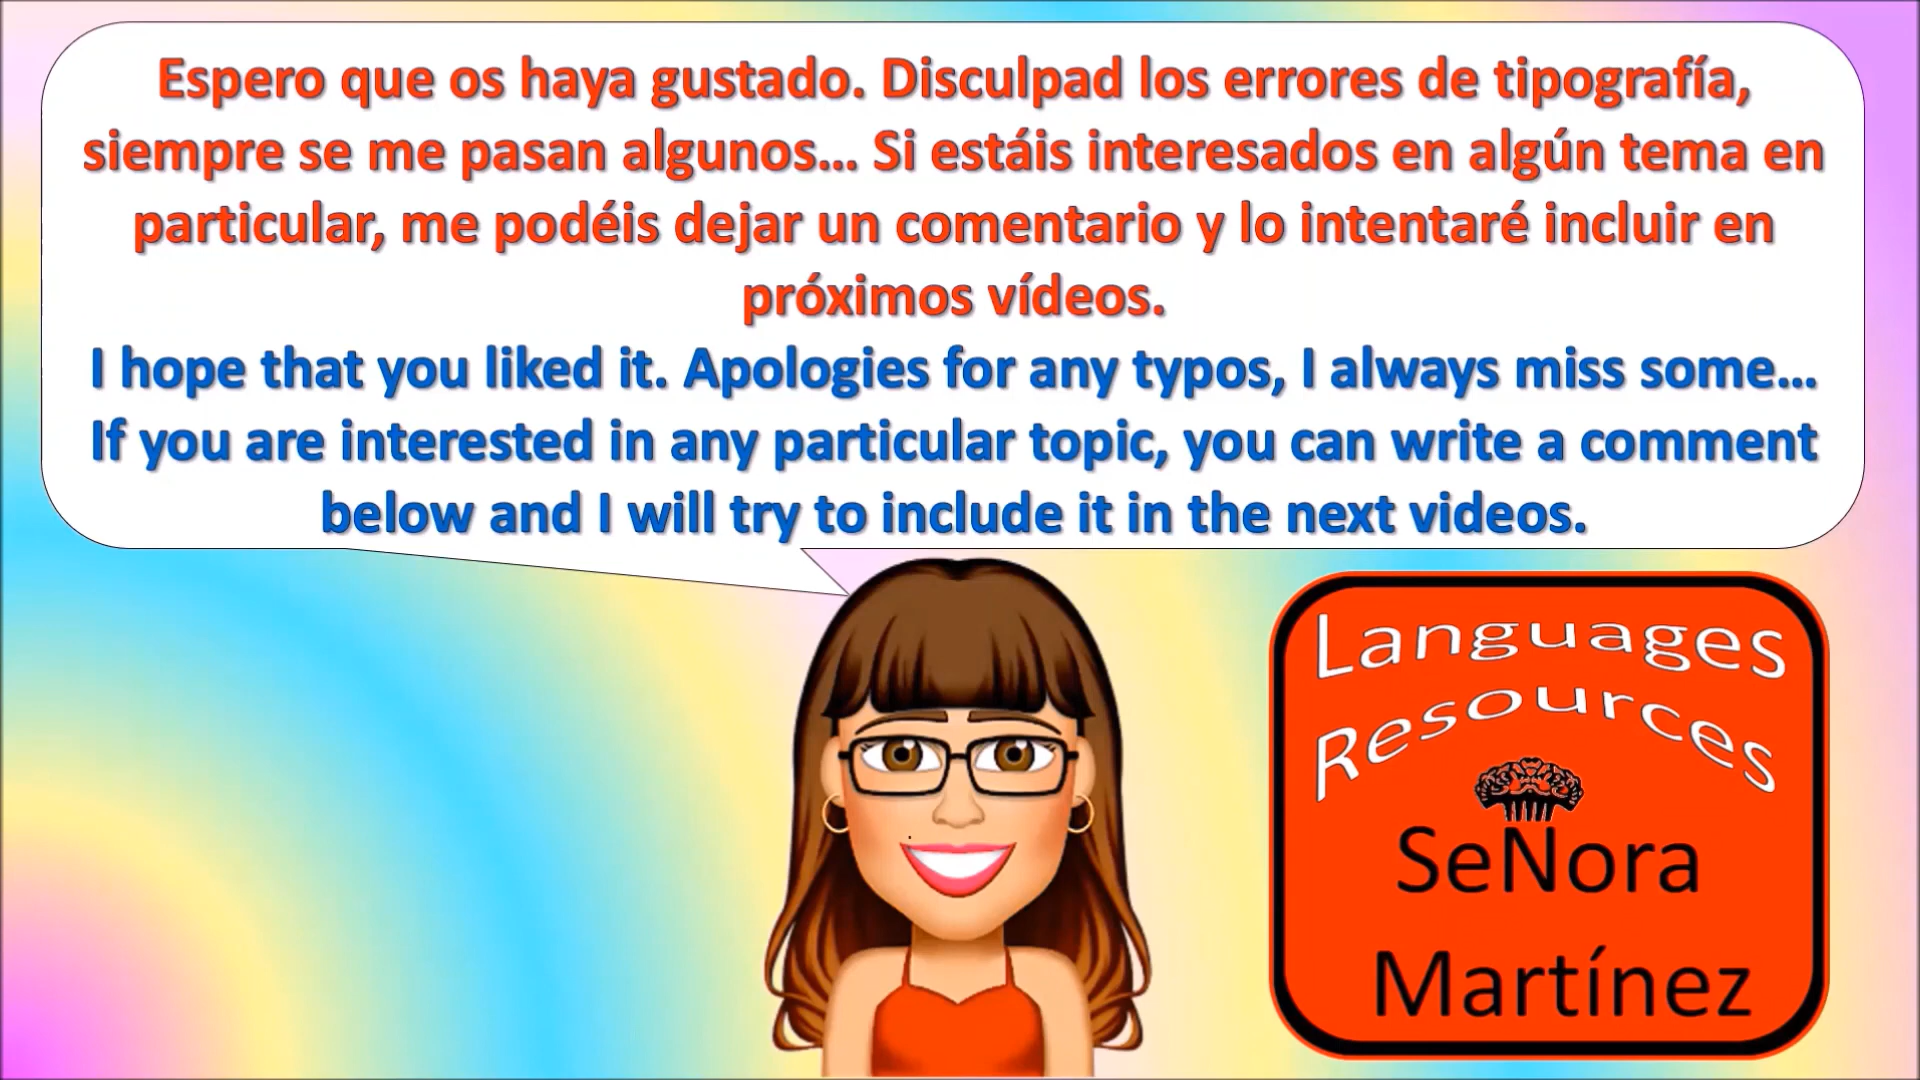 Espero que os haya gustado. Disculpad los errores de tipografía,
siempre se me pasan algunos... Si estáis interesados en algún tema en
particular, me podéis dejar un comentario y lo intentaré incluir en
próximos vídeos.
I hope that you liked it. Apologies for any typos, I always miss some...
If you are interested in any particular topic, you can write a comment
below and I will try to include it in the next videos.
Languages
Resources
SeNora
Martínez